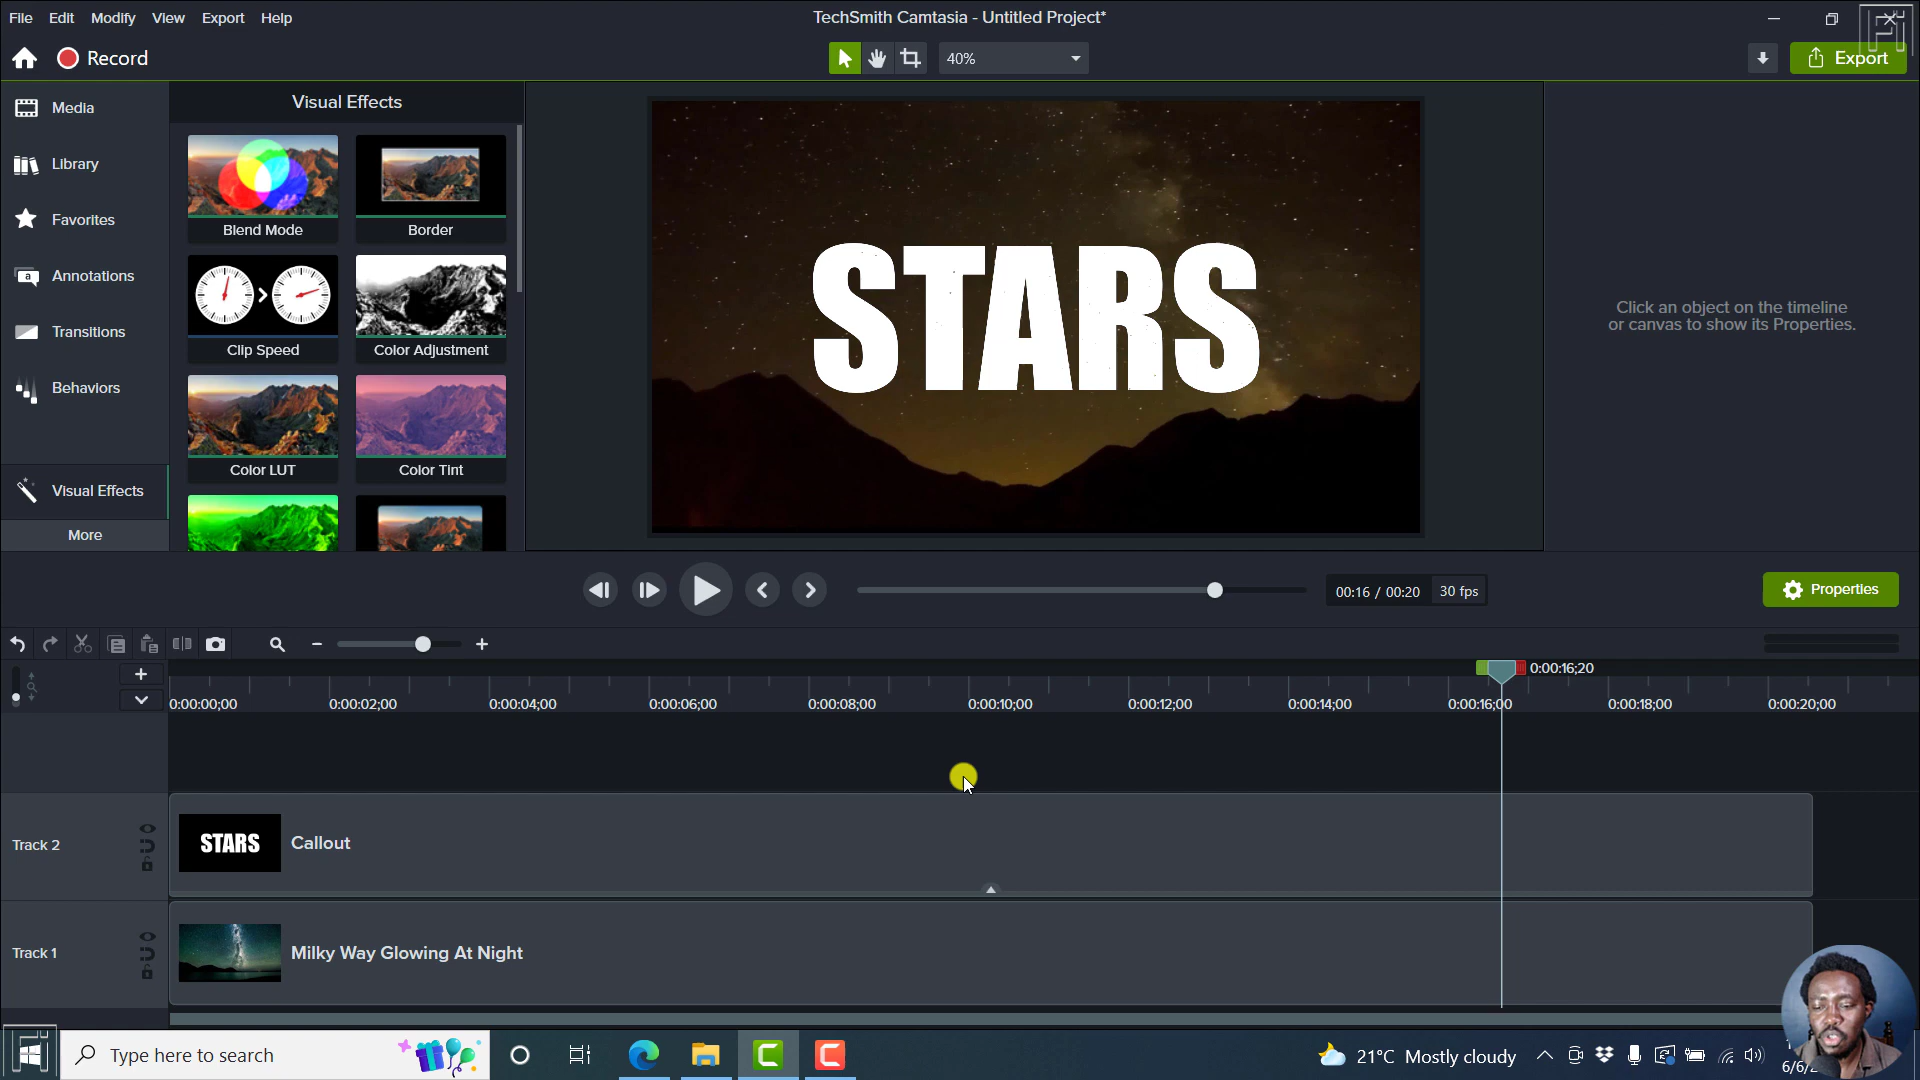 File Edit Modify View Export Help
TechSmith Camtasia - Untitled Project*
Record
40%
Export
Media
Library
Favorites
Annotations
Transitions
Behaviors
Visual Effects
More
Visual Effects
Blend Mode
Border
Clip Speed
Color Adjustment
Color LUT
Color Tint
STARS
Click an object on the timeline
or canvas to show its Properties.
00:16 / 00:20 30 fps
Properties
0:00:16;20
0:00:00;00 0:00:02;00 0:00:04;00 0:00:06;00 0:00:08;00 0:00:10;00 0:00:12;00 0:00:14;00 0:00:16;00 0:00:18;00 0:00:20;00
Track 2
STARS
Callout
Track 1
Milky Way Glowing At Night
Type here to search
21°C Mostly cloudy